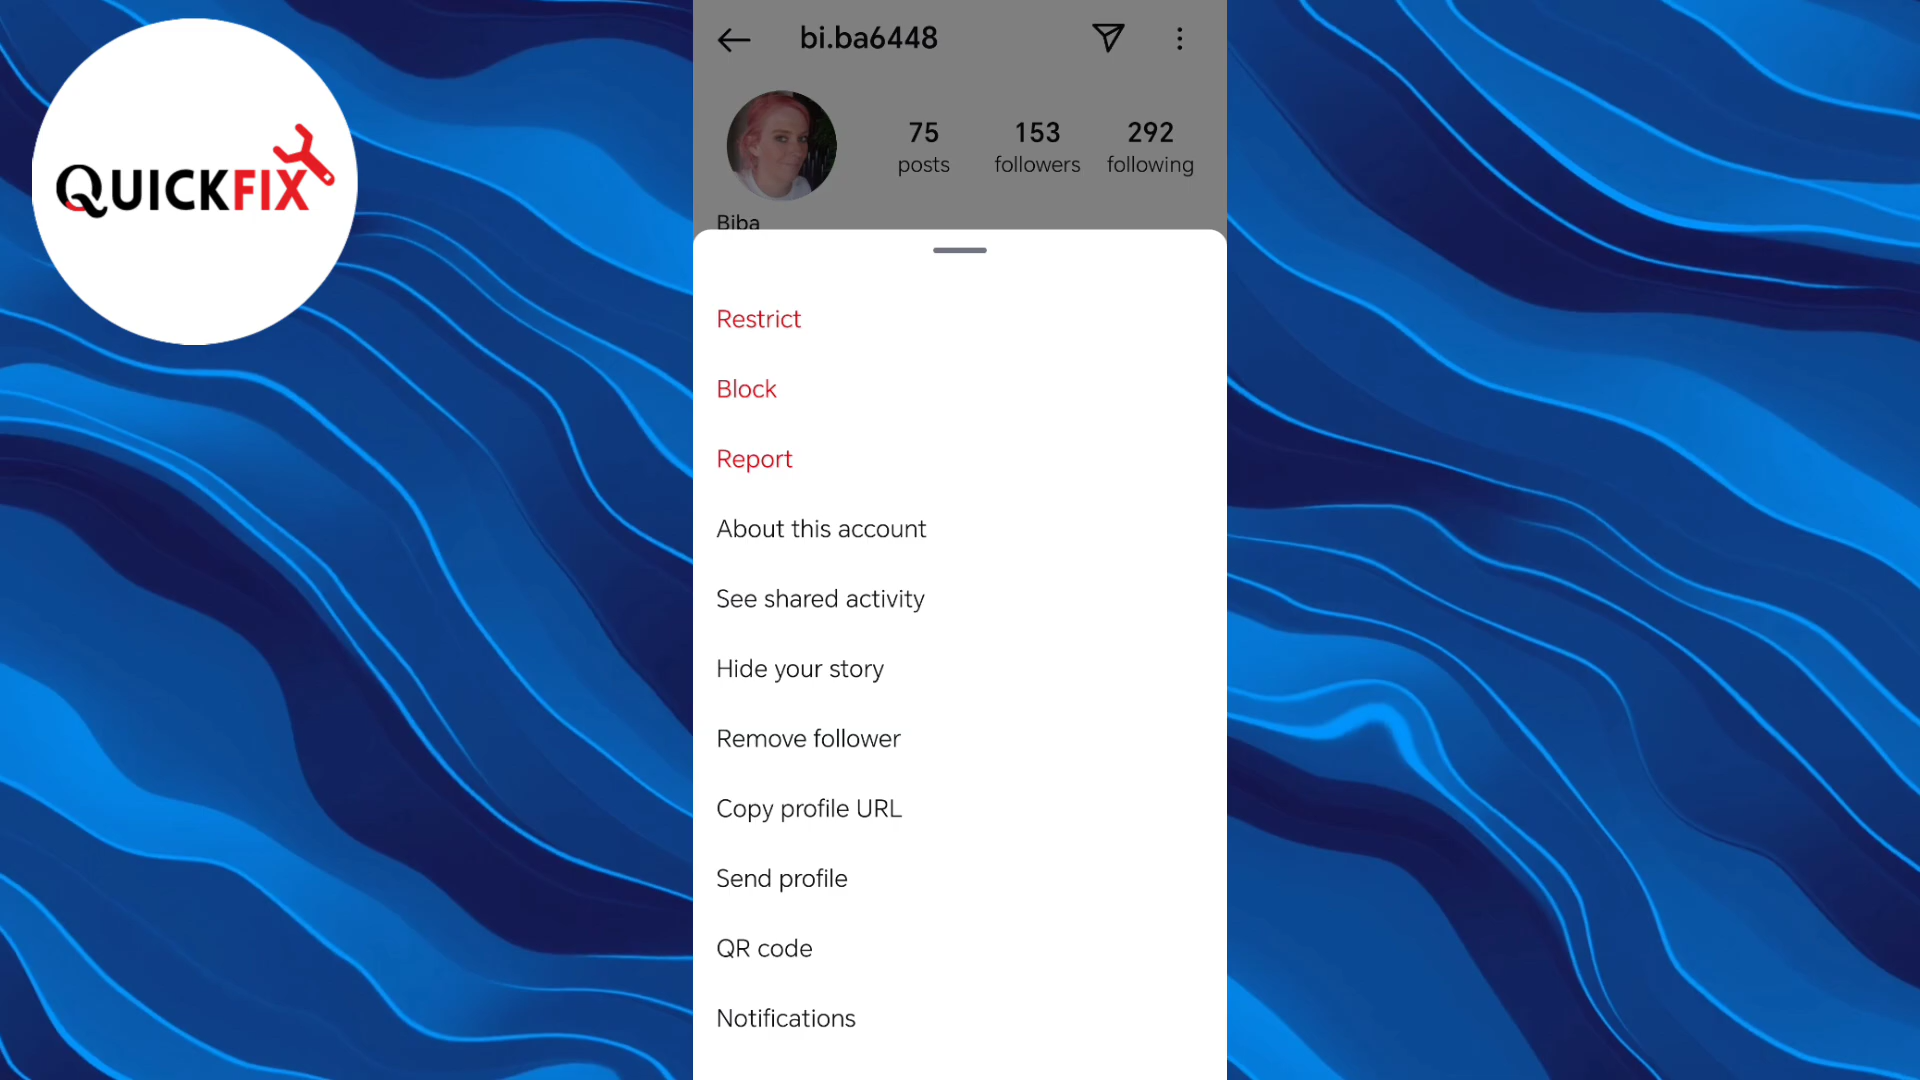 QUICKFIX
bi.ba6448
75 153 292
posts followers following
Biba
Restrict
Block
Report
About this account
See shared activity
Hide your story
Remove follower
Copy profile URL
Send profile
QR code
Notifications